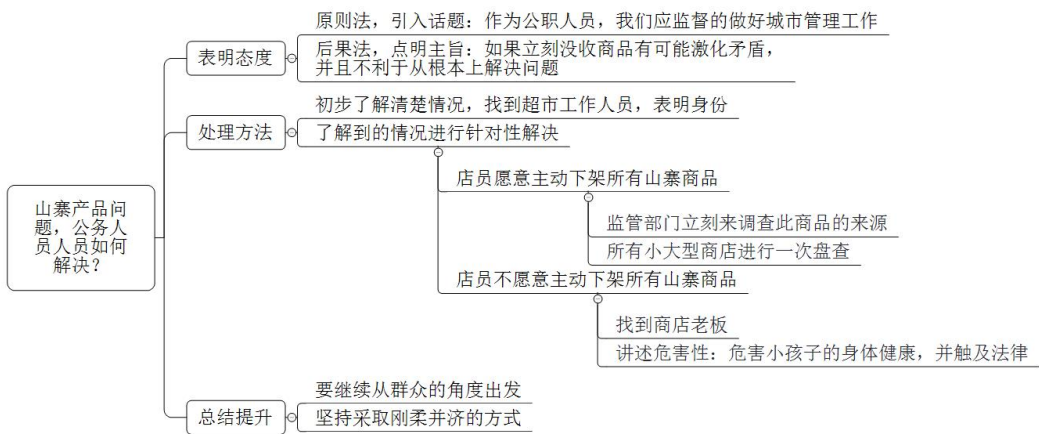 原则法，引入话题：作为公职人员，我们应监督的做好城市管理工作
表明态度
后果法，点明主旨：如果立刻没收商品有可能激化矛盾，
并且不利于从根本上解决问题
初步了解清楚情况，找到超市工作人员，表明身份
处理方法
了解到的情况进行针对性解决
店员愿意主动下架所有山寨商品
监管部门立刻来调查此商品的来源
所有小大型商店进行一次盘查
山寨产品问
题，公务人
员人员如何
解决？
店员不愿意主动下架所有山寨商品
找到商店老板
讲述危害性：危害小孩子的身体健康，并触及法律
要继续从群众的角度出发
总结提升
坚持采取刚柔并济的方式